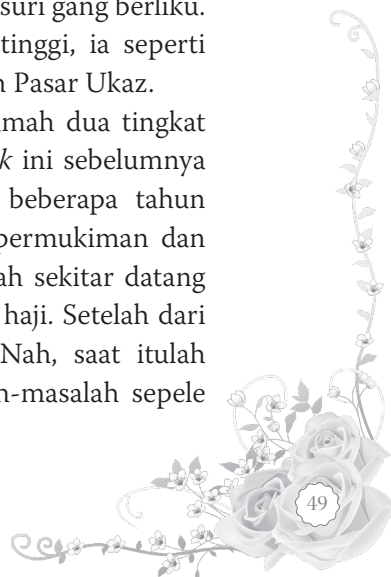 suri gang berliku.
tinggi, ia seperti
n Pasar Ukaz.
mah dua tingkat
k ini sebelumnya
beberapa tahun
permukiman dan
ah sekitar datang
haji. Setelah dari
Nah, saat itulah
n-masalah sepele
49